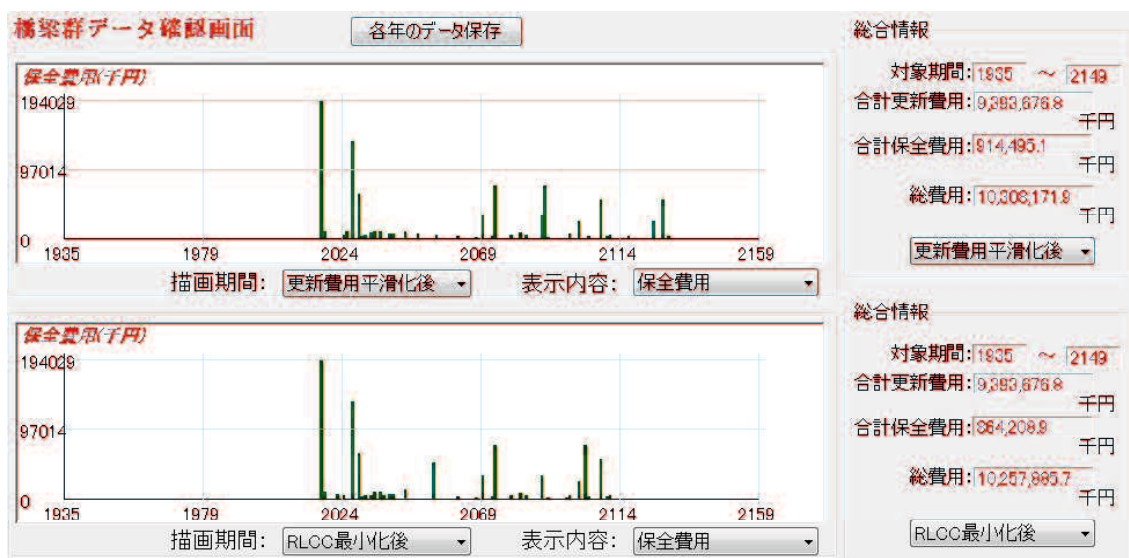 橋梁群データ確認画面 各年のデータ保存
保全費用(千円)
194029
97014
0
1935 1979 2024 2069 2114 2159
描画期間: 更新費用平滑化後 表示内容: 保全費用
総合情報
対象期間: 1935 ～ 2149
合計更新費用: 9,393,676.8
千円
合計保全費用: 914,495.1
千円
総費用: 10,308,171.9
千円
更新費用平滑化後
保全費用(千円)
194029
97014
0
1935 1979 2024 2069 2114 2159
描画期間: RLCC最小化後 表示内容: 保全費用
総合情報
対象期間: 1935 ～ 2149
合計更新費用: 9,393,676.8
千円
合計保全費用: 864,208.9
千円
総費用: 10,257,885.7
千円
RLCC最小化後